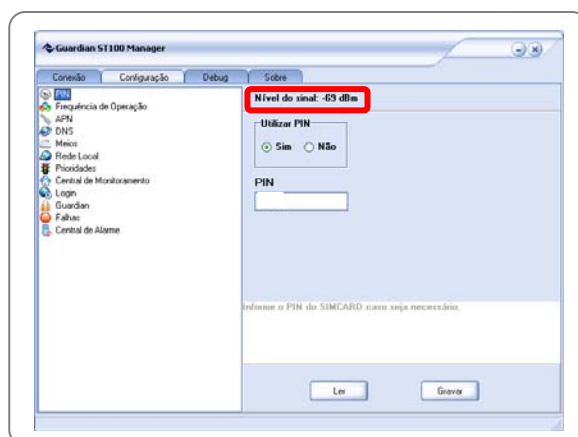 Guardian ST100 Manager
Conexão Configuração Debug Sobre
PIN
Frequência de Operação
APN
DNS
Meios
Rede Local
Prioridades
Central de Monitoramento
Login
Guardian
Falhas
Central de Alarme
Nível do sinal: -69 dBm
Utilizar PIN
Sim Não
PIN
Informe o PIN do SIMCARD caso seja necessário.
Ler Gravar